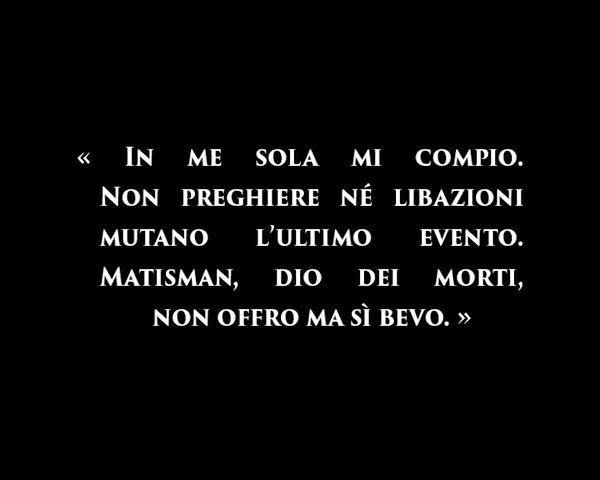 « In me sola mi compio.
Non preghiere né libazioni
mutano l’ultimo evento.
Matisman, dio dei morti,
non offro ma sì bevo. »